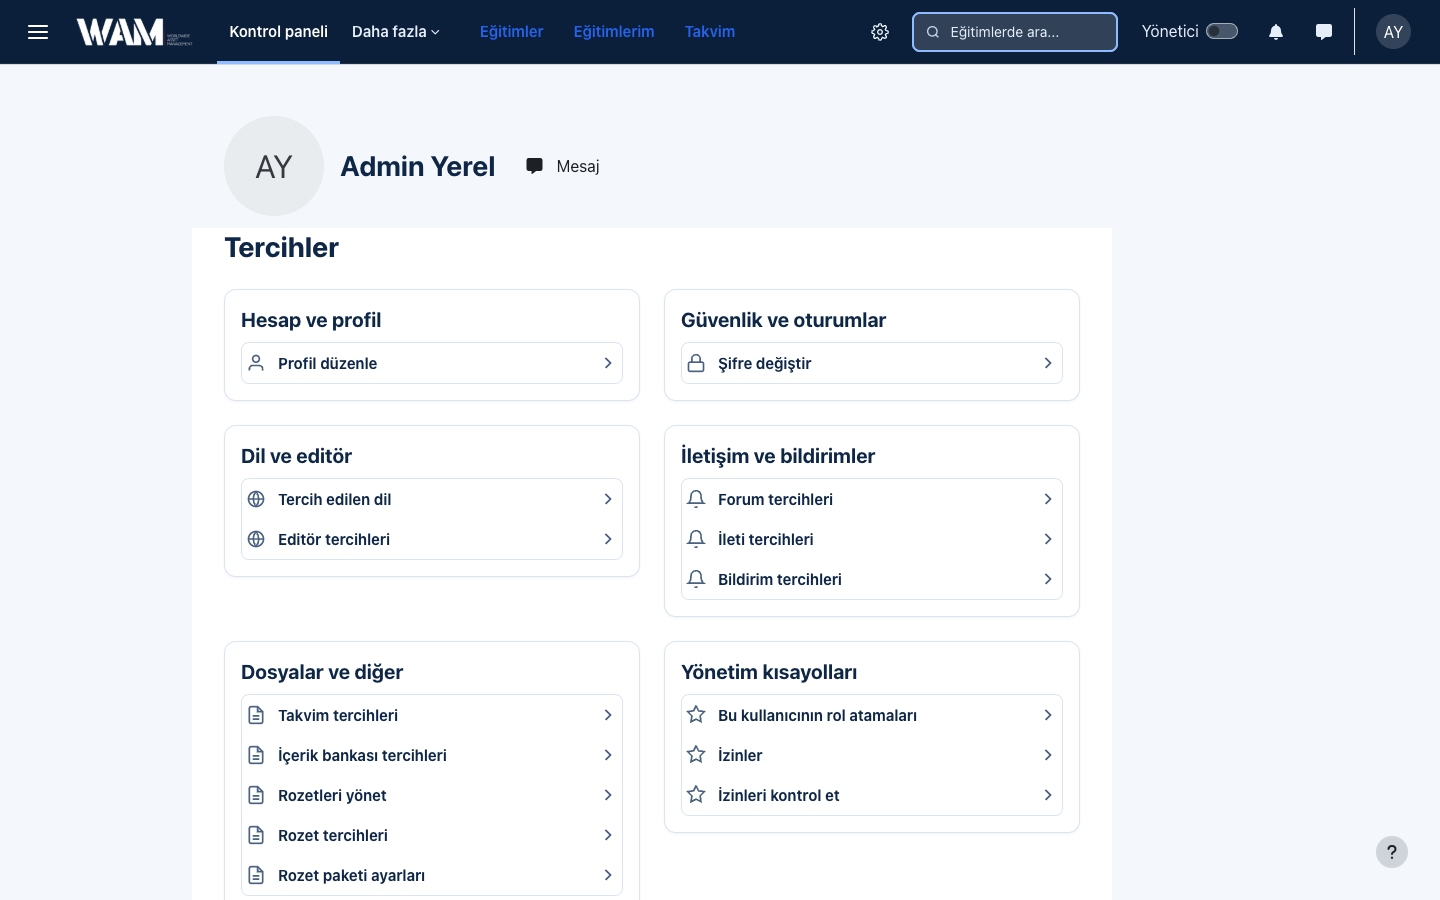 WAM WORLDWIDE ASSET MANAGEMENT
Kontrol paneli
Daha fazla
Eğitimler
Eğitimlerim
Takvim
Eğitimlerde ara...
Yönetici
AY
AY
Admin Yerel
Mesaj
Tercihler
Hesap ve profil
Profil düzenle
Güvenlik ve oturumlar
Şifre değiştir
Dil ve editör
Tercih edilen dil
Editör tercihleri
İletişim ve bildirimler
Forum tercihleri
İleti tercihleri
Bildirim tercihleri
Dosyalar ve diğer
Takvim tercihleri
İçerik bankası tercihleri
Rozetleri yönet
Rozet tercihleri
Rozet paketi ayarları
Yönetim kısayolları
Bu kullanıcının rol atamaları
İzinler
İzinleri kontrol et
?